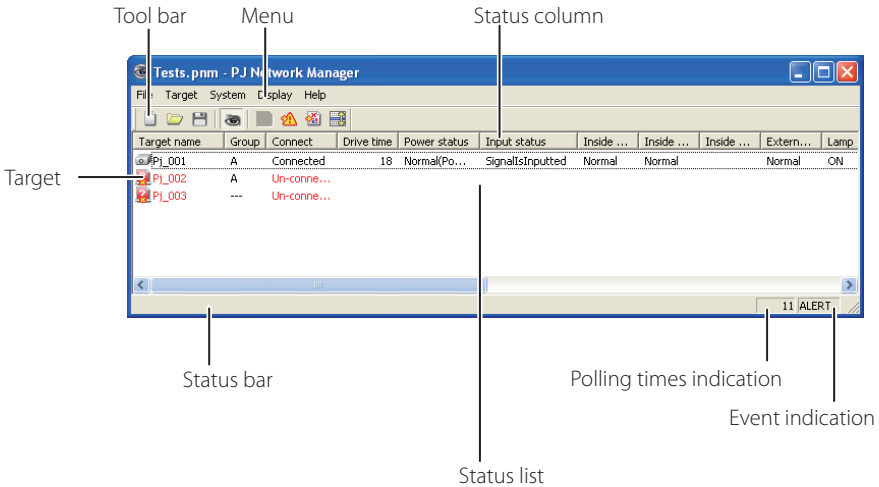 Tool bar Menu Status column
Tests.pnm - PJ Network Manager
File Target System Display Help
Target name Group Connect Drive time Power status Input status Inside ... Inside ... Inside ... Extern... Lamp
Pj_001 A Connected 18 Normal(Po... SignalIsInputted Normal Normal Normal ON
Target
Pj_002 A Un-conne...
Pj_003 --- Un-conne...
11 ALERT
Status bar Polling times indication
Event indication
Status list